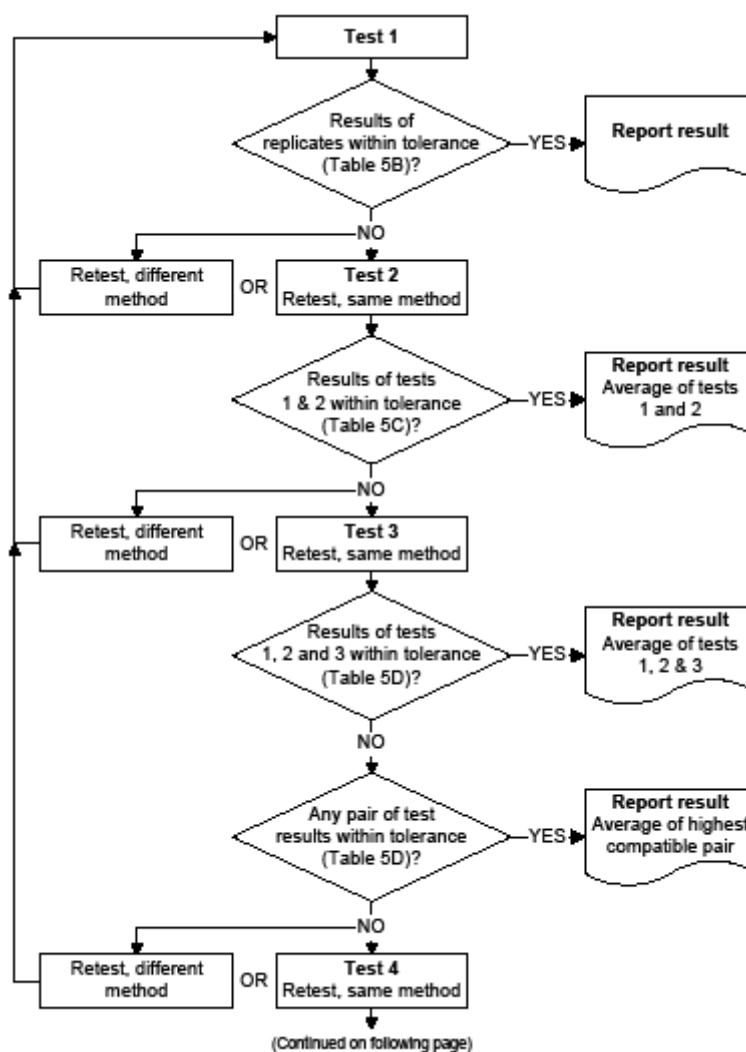 Test 1
Results of
replicates within tolerance
(Table 5B)?
YES
Report result
NO
Retest, different
method
OR
Test 2
Retest, same method
Results of tests
1 & 2 within tolerance
(Table 5C)?
YES
Report result
Average of tests
1 and 2
NO
Retest, different
method
OR
Test 3
Retest, same method
Results of tests
1, 2 and 3 within tolerance
(Table 5D)?
YES
Report result
Average of tests
1, 2 & 3
NO
Any pair of test
results within tolerance
(Table 5D)?
YES
Report result
Average of highest
compatible pair
NO
Retest, different
method
OR
Test 4
Retest, same method
(Continued on following page)